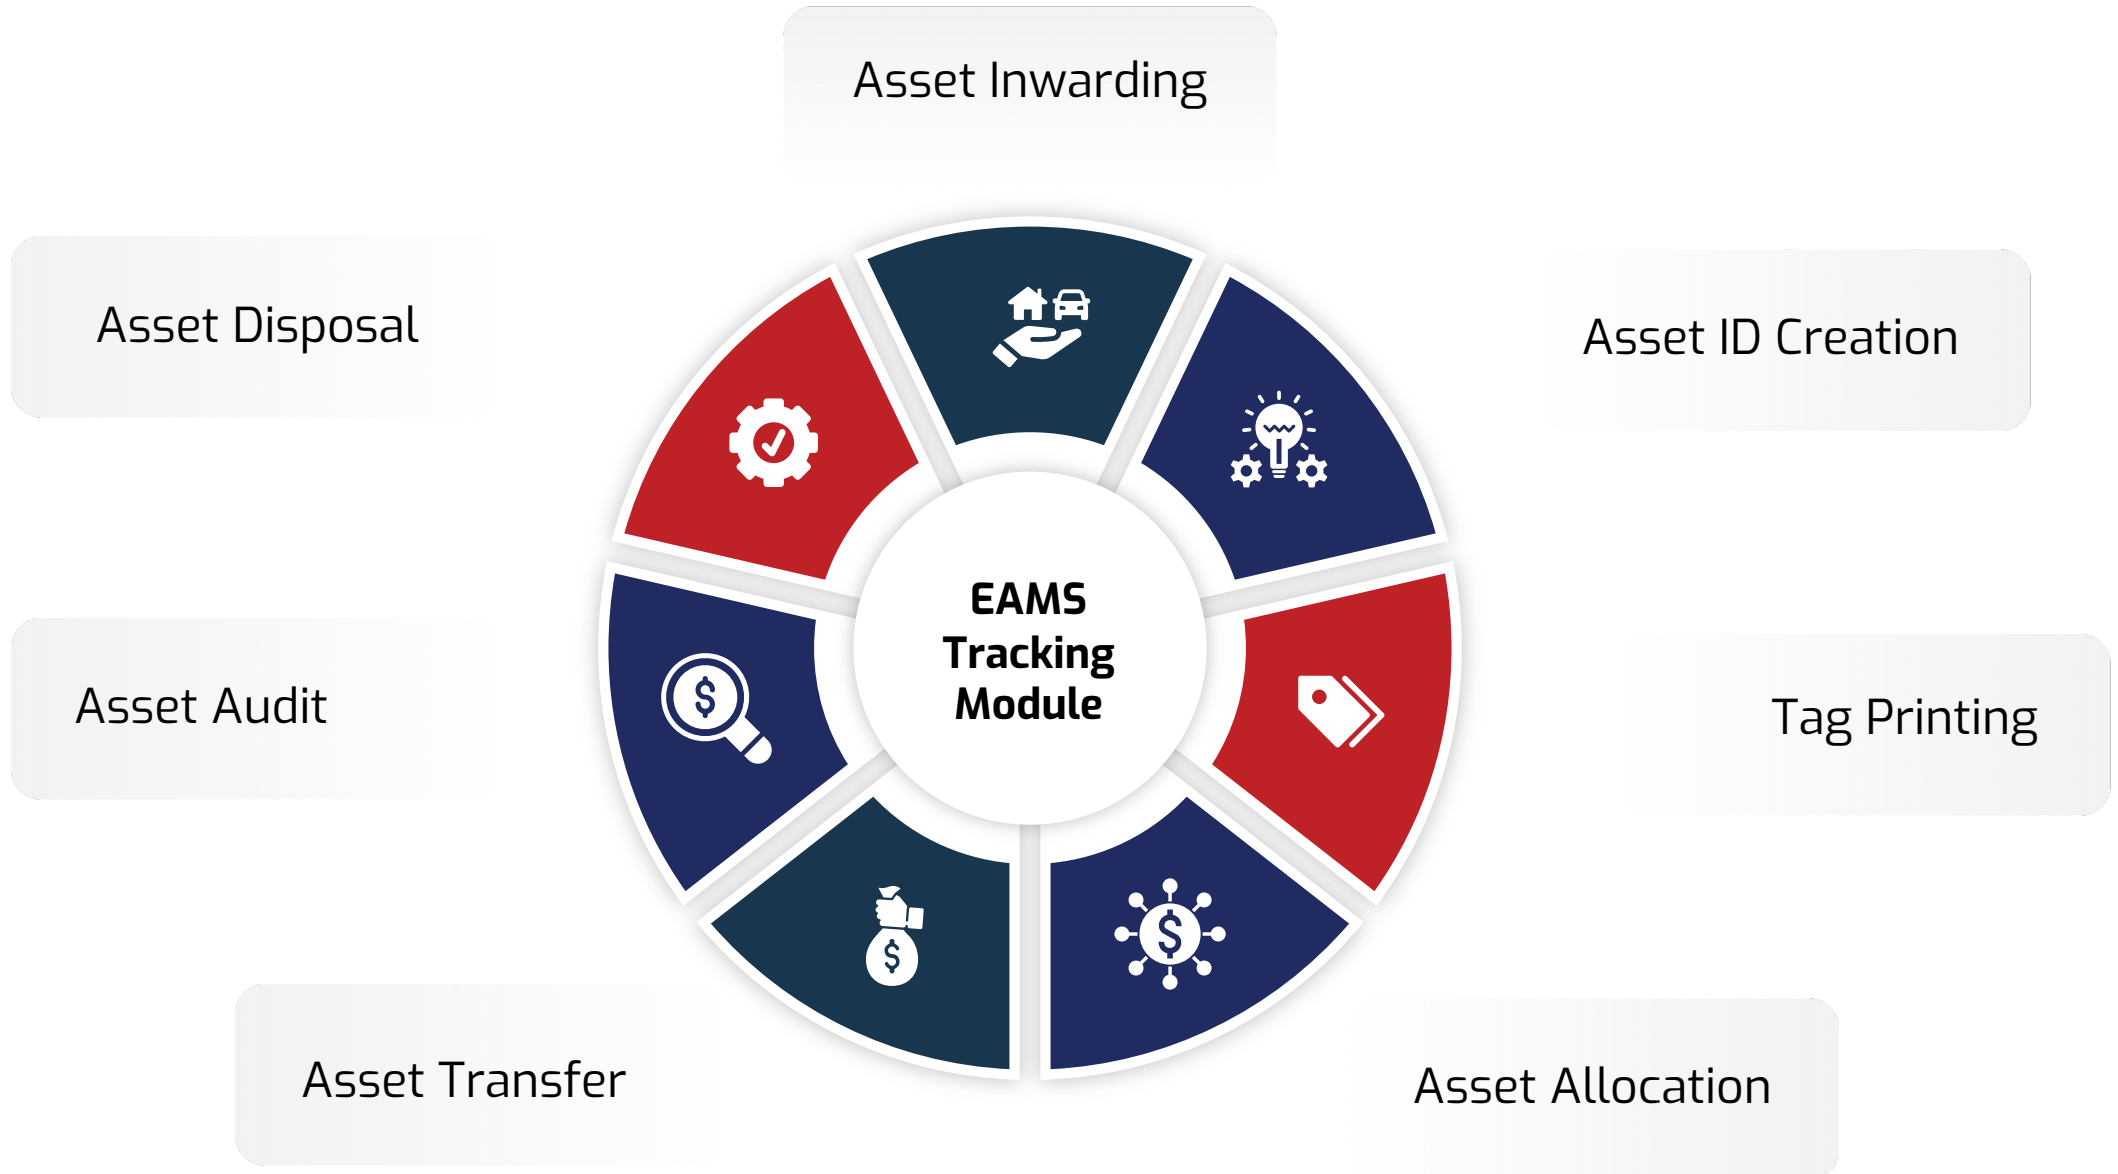 Asset Inwarding
Asset Disposal
Asset ID Creation
EAMS
Tracking
Module
Asset Audit
Tag Printing
Asset Transfer
Asset Allocation
$
$
$